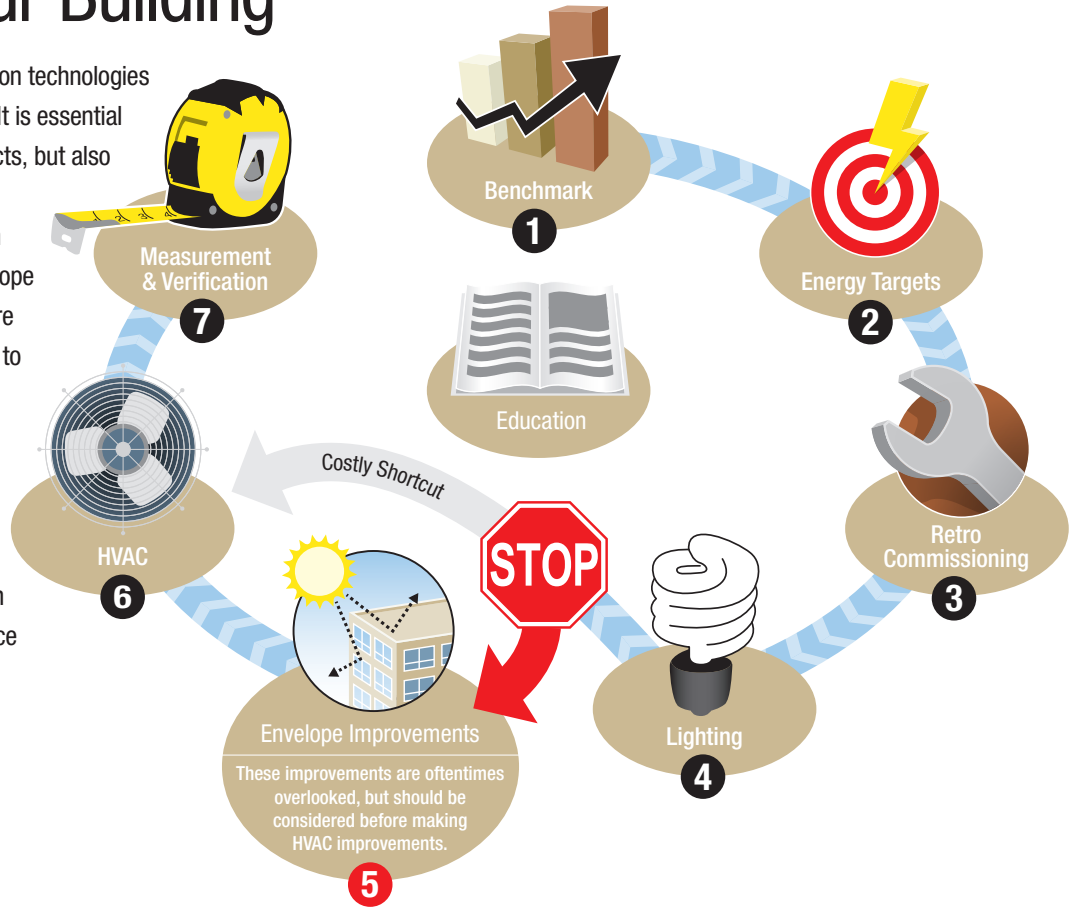 ur Building
on technologies
It is essential
cts, but also
ope
re
to
ce
Benchmark
1
Energy Targets
2
Retro
Commissioning
3
Lighting
4
STOP
Costly Shortcut
Envelope Improvements
These improvements are oftentimes
overlooked, but should be
considered before making
HVAC improvements.
5
HVAC
6
Measurement
& Verification
7
Education